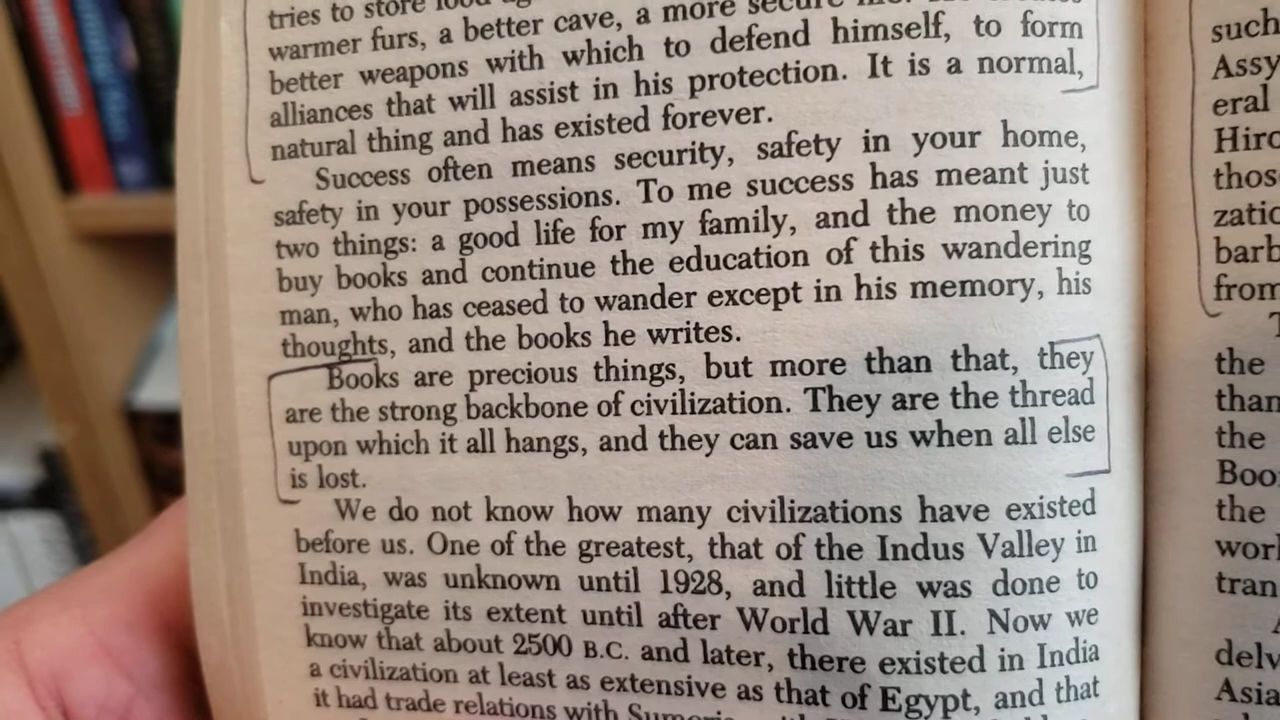 tries to store food
warmer furs, a better cave, a more secure
better weapons with which to defend himself, to form
alliances that will assist in his protection. It is a normal,
natural thing and has existed forever.
Success often means security, safety in your home,
safety in your possessions. To me success has meant just
two things: a good life for my family, and the money to
buy books and continue the education of this wandering
man, who has ceased to wander except in his memory, his
thoughts, and the books he writes.
Books are precious things, but more than that, they
are the strong backbone of civilization. They are the thread
upon which it all hangs, and they can save us when all else
is lost.
We do not know how many civilizations have existed
before us. One of the greatest, that of the Indus Valley in
India, was unknown until 1928, and little was done to
investigate its extent until after World War II. Now we
know that about 2500 B.C. and later, there existed in India
a civilization at least as extensive as that of Egypt, and that
it had trade relations with
such
Assy
eral
Hiro
thos
zatio
barb
from
T
the
than
the
Boo
the
worl
tran
A
delv
Asia